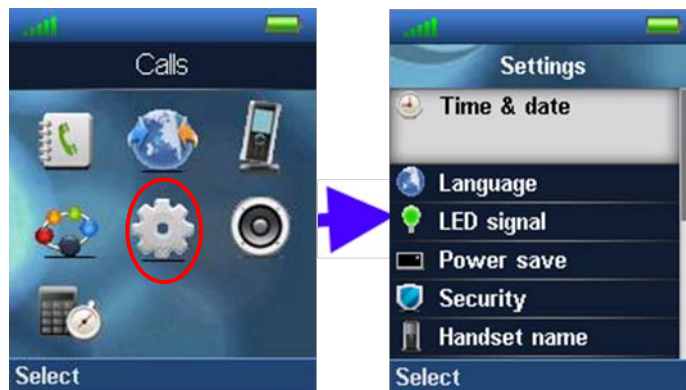 Calls
Select
Settings
Time & date
Language
LED signal
Power save
Security
Handset name
Select